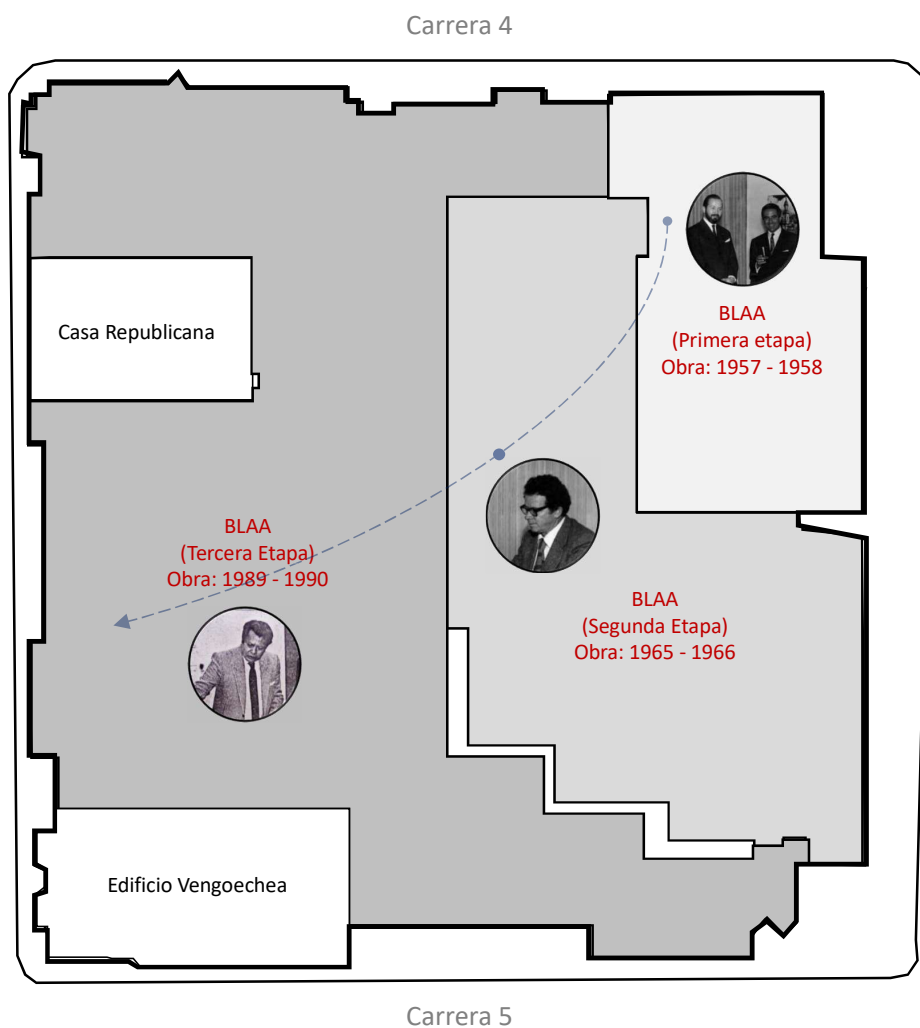 Carrera 4
BLAA
(Primera etapa)
Obra: 1957 - 1958
Casa Republicana
BLAA
(Tercera Etapa)
Obra: 1989 - 1990
BLAA
(Segunda Etapa)
Obra: 1965 - 1966
Edificio Vengoechea
Carrera 5